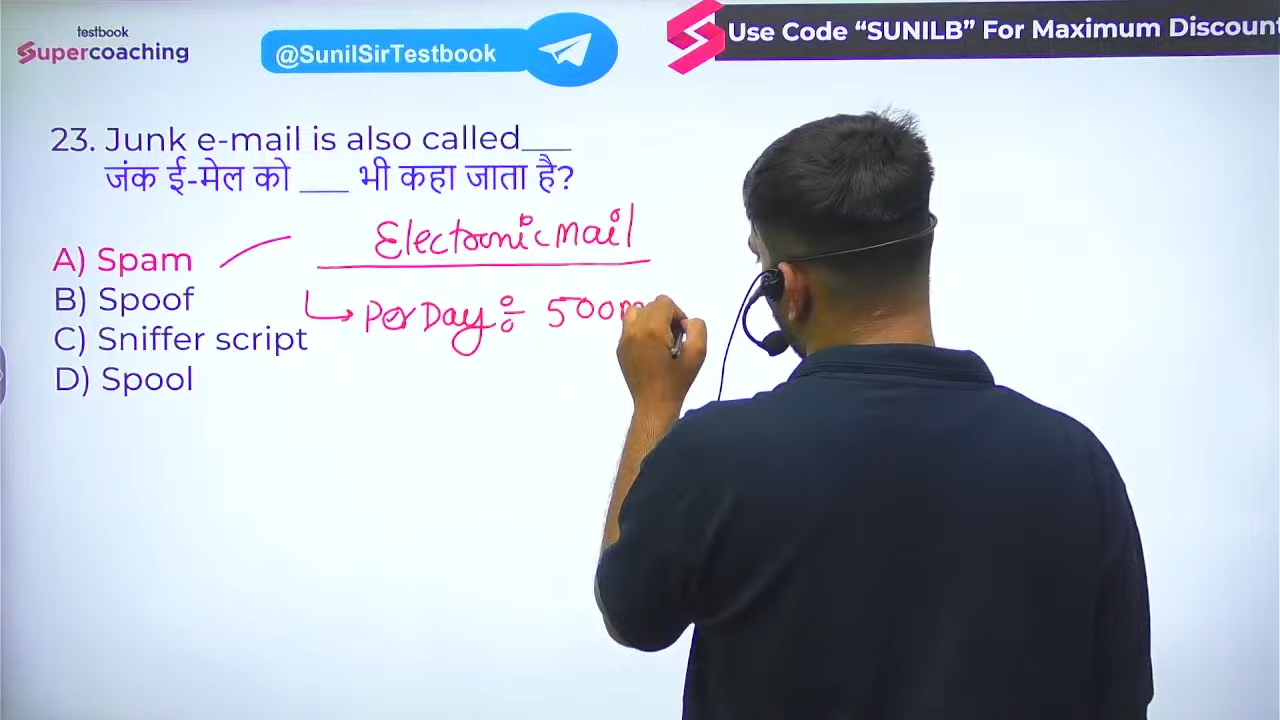 testbook
Supercoaching
@SunilSirTestbook
Use Code “SUNILB” For Maximum Discount
23. Junk e-mail is also called___
जंक ई-मेल को ___ भी कहा जाता है?
Electronic Mail
A) Spam
B) Spoof
Per Day : 500
C) Sniffer script
D) Spool